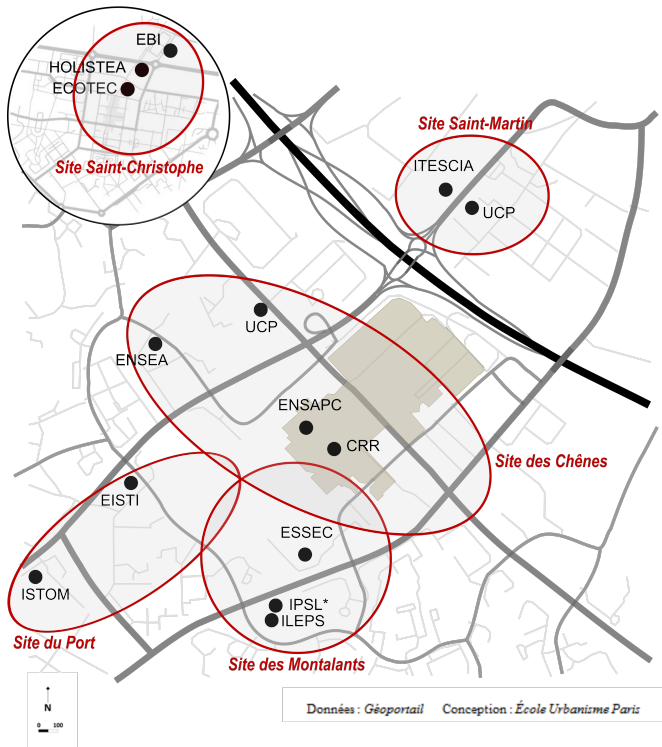 EBI
HOLISTEA
ECOTEC
Site Saint-Christophe
Site Saint-Martin
ITESCIA
UCP
UCP
ENSEA
ENSAPC
CRR
Site des Chênes
EISTI
ESSEC
ISTOM
IPSL*
ILEPS
Site du Port
Site des Montalants
N
0 100
Données : Géoportail Conception : École Urbanisme Paris